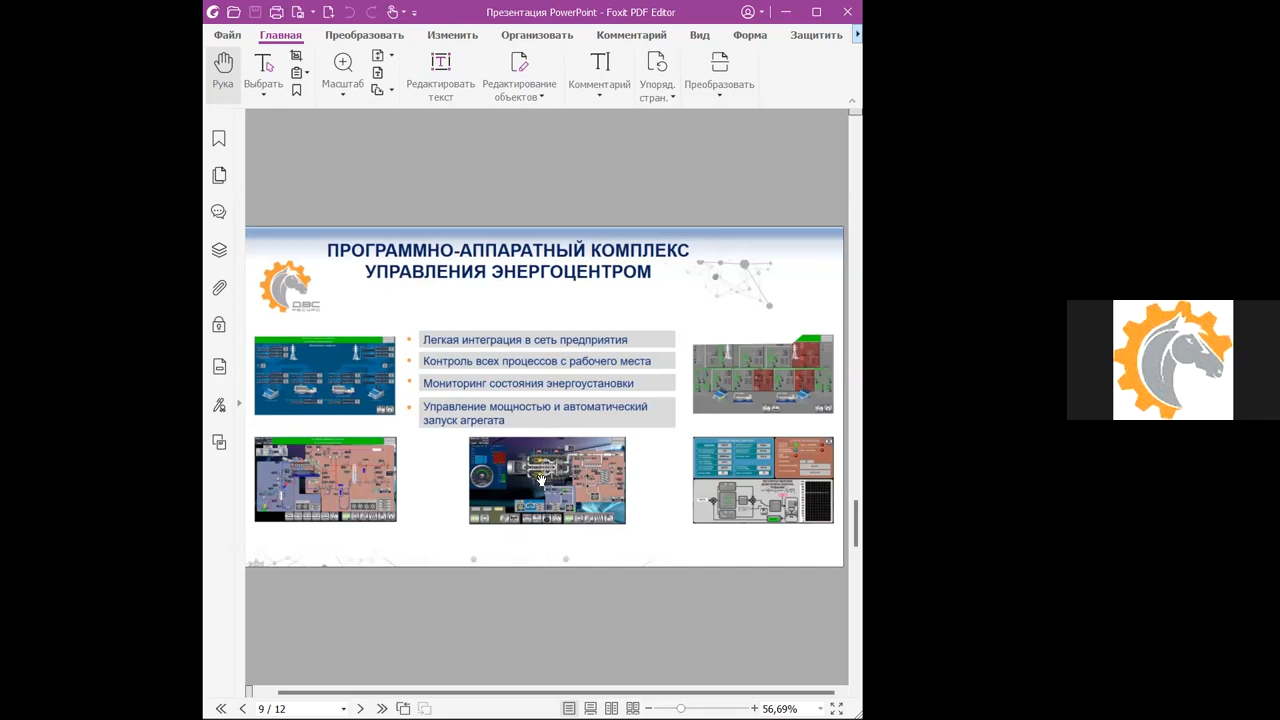 Презентация PowerPoint - Foxit PDF Editor
Файл Главная Преобразовать Изменить Организовать Комментарий Вид Форма Защитить
Рука Выбрать Масштаб Редактировать текст Редактирование объектов Комментарий Упоряд. стран. Преобразовать
ПРОГРАММНО-АППАРАТНЫЙ КОМПЛЕКС
УПРАВЛЕНИЯ ЭНЕРГОЦЕНТРОМ
ДВС
РЕСУРС
Легкая интеграция в сеть предприятия
Контроль всех процессов с рабочего места
Мониторинг состояния энергоустановки
Управление мощностью и автоматический
запуск агрегата
9 / 12
56,69%